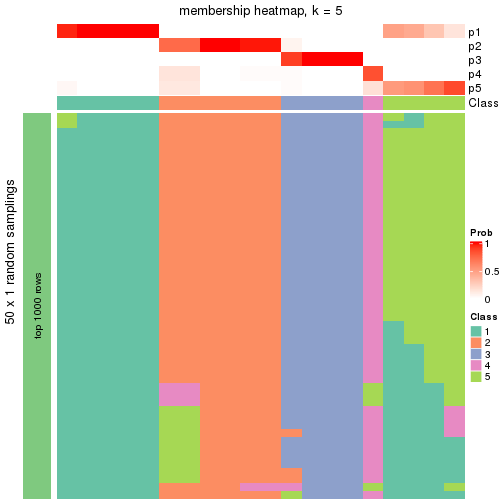 membership heatmap, k = 5
p1
p2
p3
p4
p5
Class
50 x 1 random samplings
top 1000 rows
Prob
1
0.5
0
Class
1
2
3
4
5